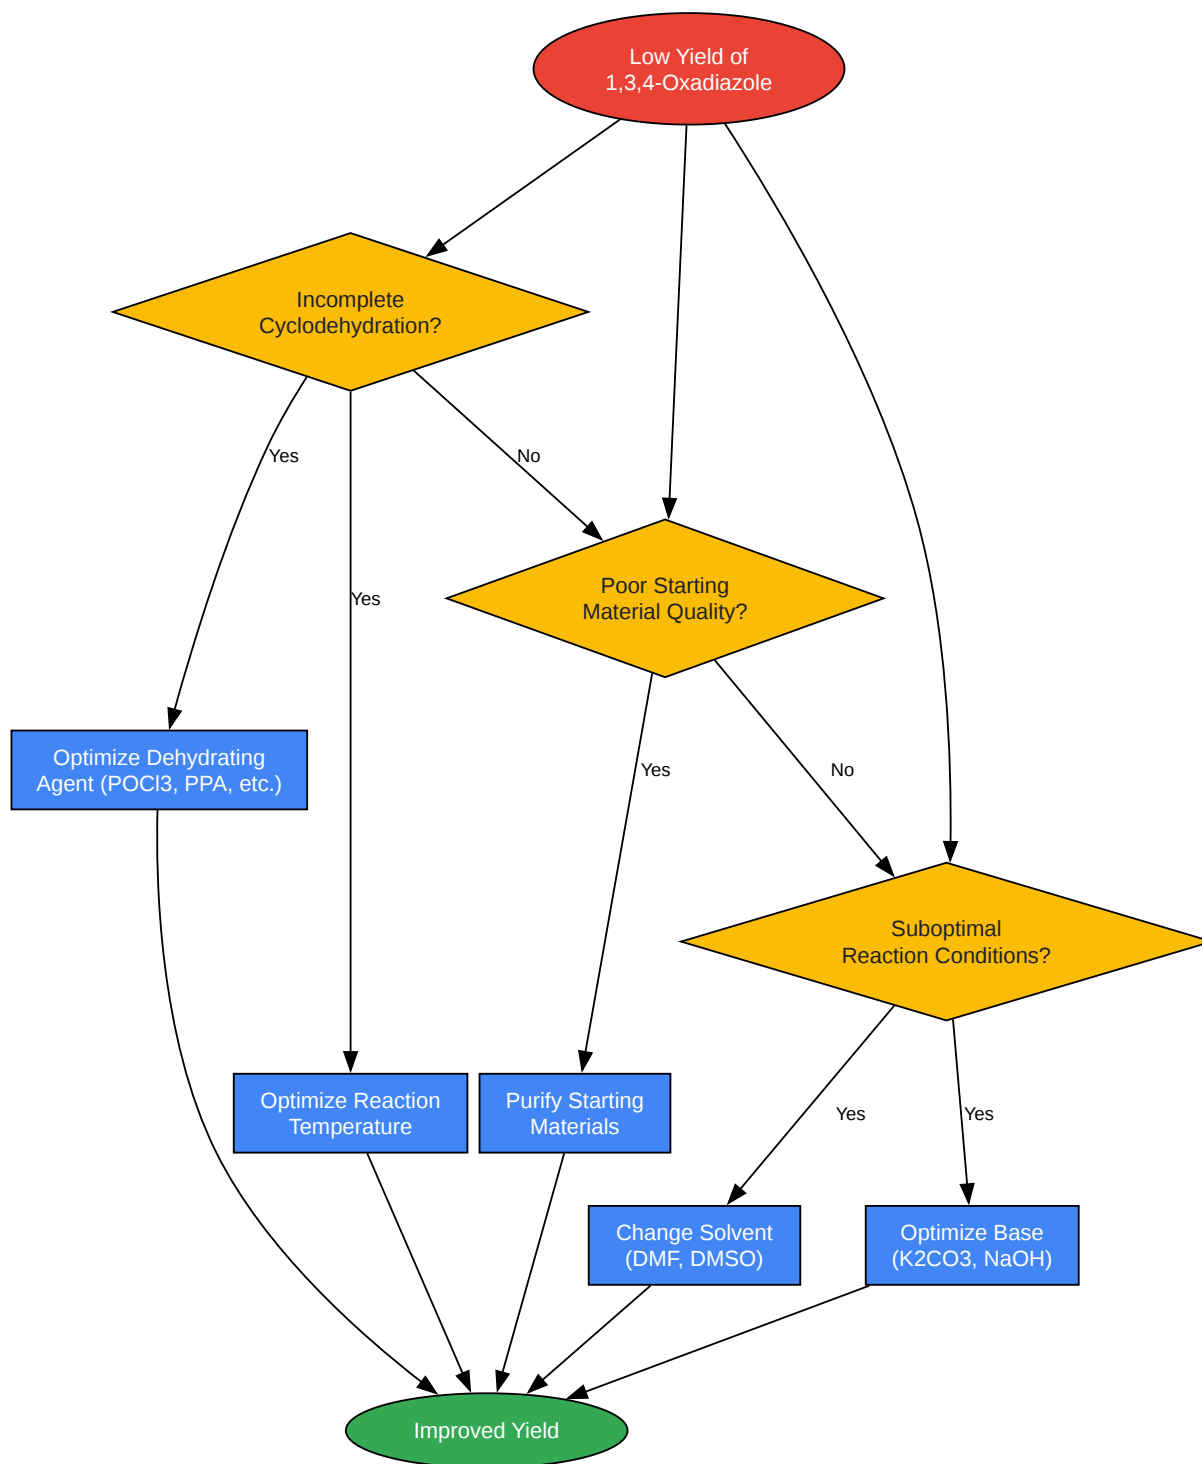 Low Yield of
1,3,4-Oxadiazole
Incomplete
Cyclodehydration?
Yes
No
Yes
Poor Starting
Material Quality?
Optimize Dehydrating
Agent (POCl3, PPA, etc.)
Yes
No
Suboptimal
Reaction Conditions?
Optimize Reaction
Temperature
Purify Starting
Materials
Yes
Yes
Change Solvent
(DMF, DMSO)
Optimize Base
(K2CO3, NaOH)
Improved Yield